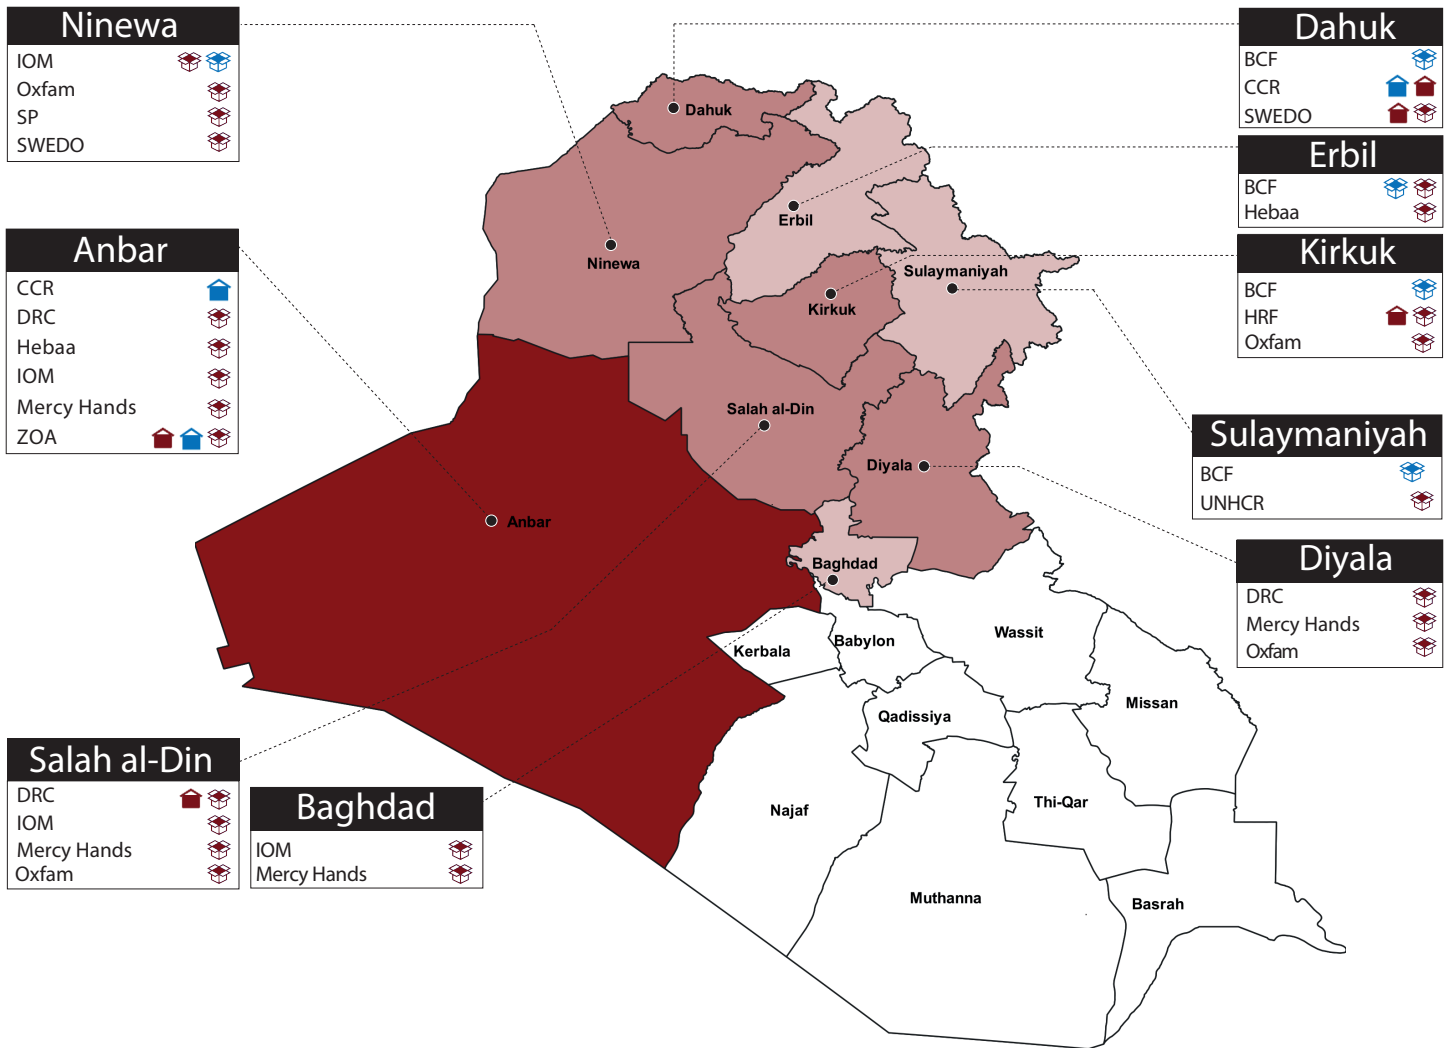 Ninewa
IOM
Oxfam
SP
SWEDO
Anbar
CCR
DRC
Hebaa
IOM
Mercy Hands
ZOA
Salah al-Din
DRC
IOM
Mercy Hands
Oxfam
Baghdad
IOM
Mercy Hands
Dahuk
BCF
CCR
SWEDO
Erbil
BCF
Hebaa
Kirkuk
BCF
HRF
Oxfam
Sulaymaniyah
BCF
UNHCR
Diyala
DRC
Mercy Hands
Oxfam
Dahuk
Erbil
Ninewa
Sulaymaniyah
Kirkuk
Salah al-Din
Diyala
Anbar
Baghdad
Wassit
Babylon
Kerbala
Missan
Qadissiya
Thi-Qar
Najaf
Muthanna
Basrah